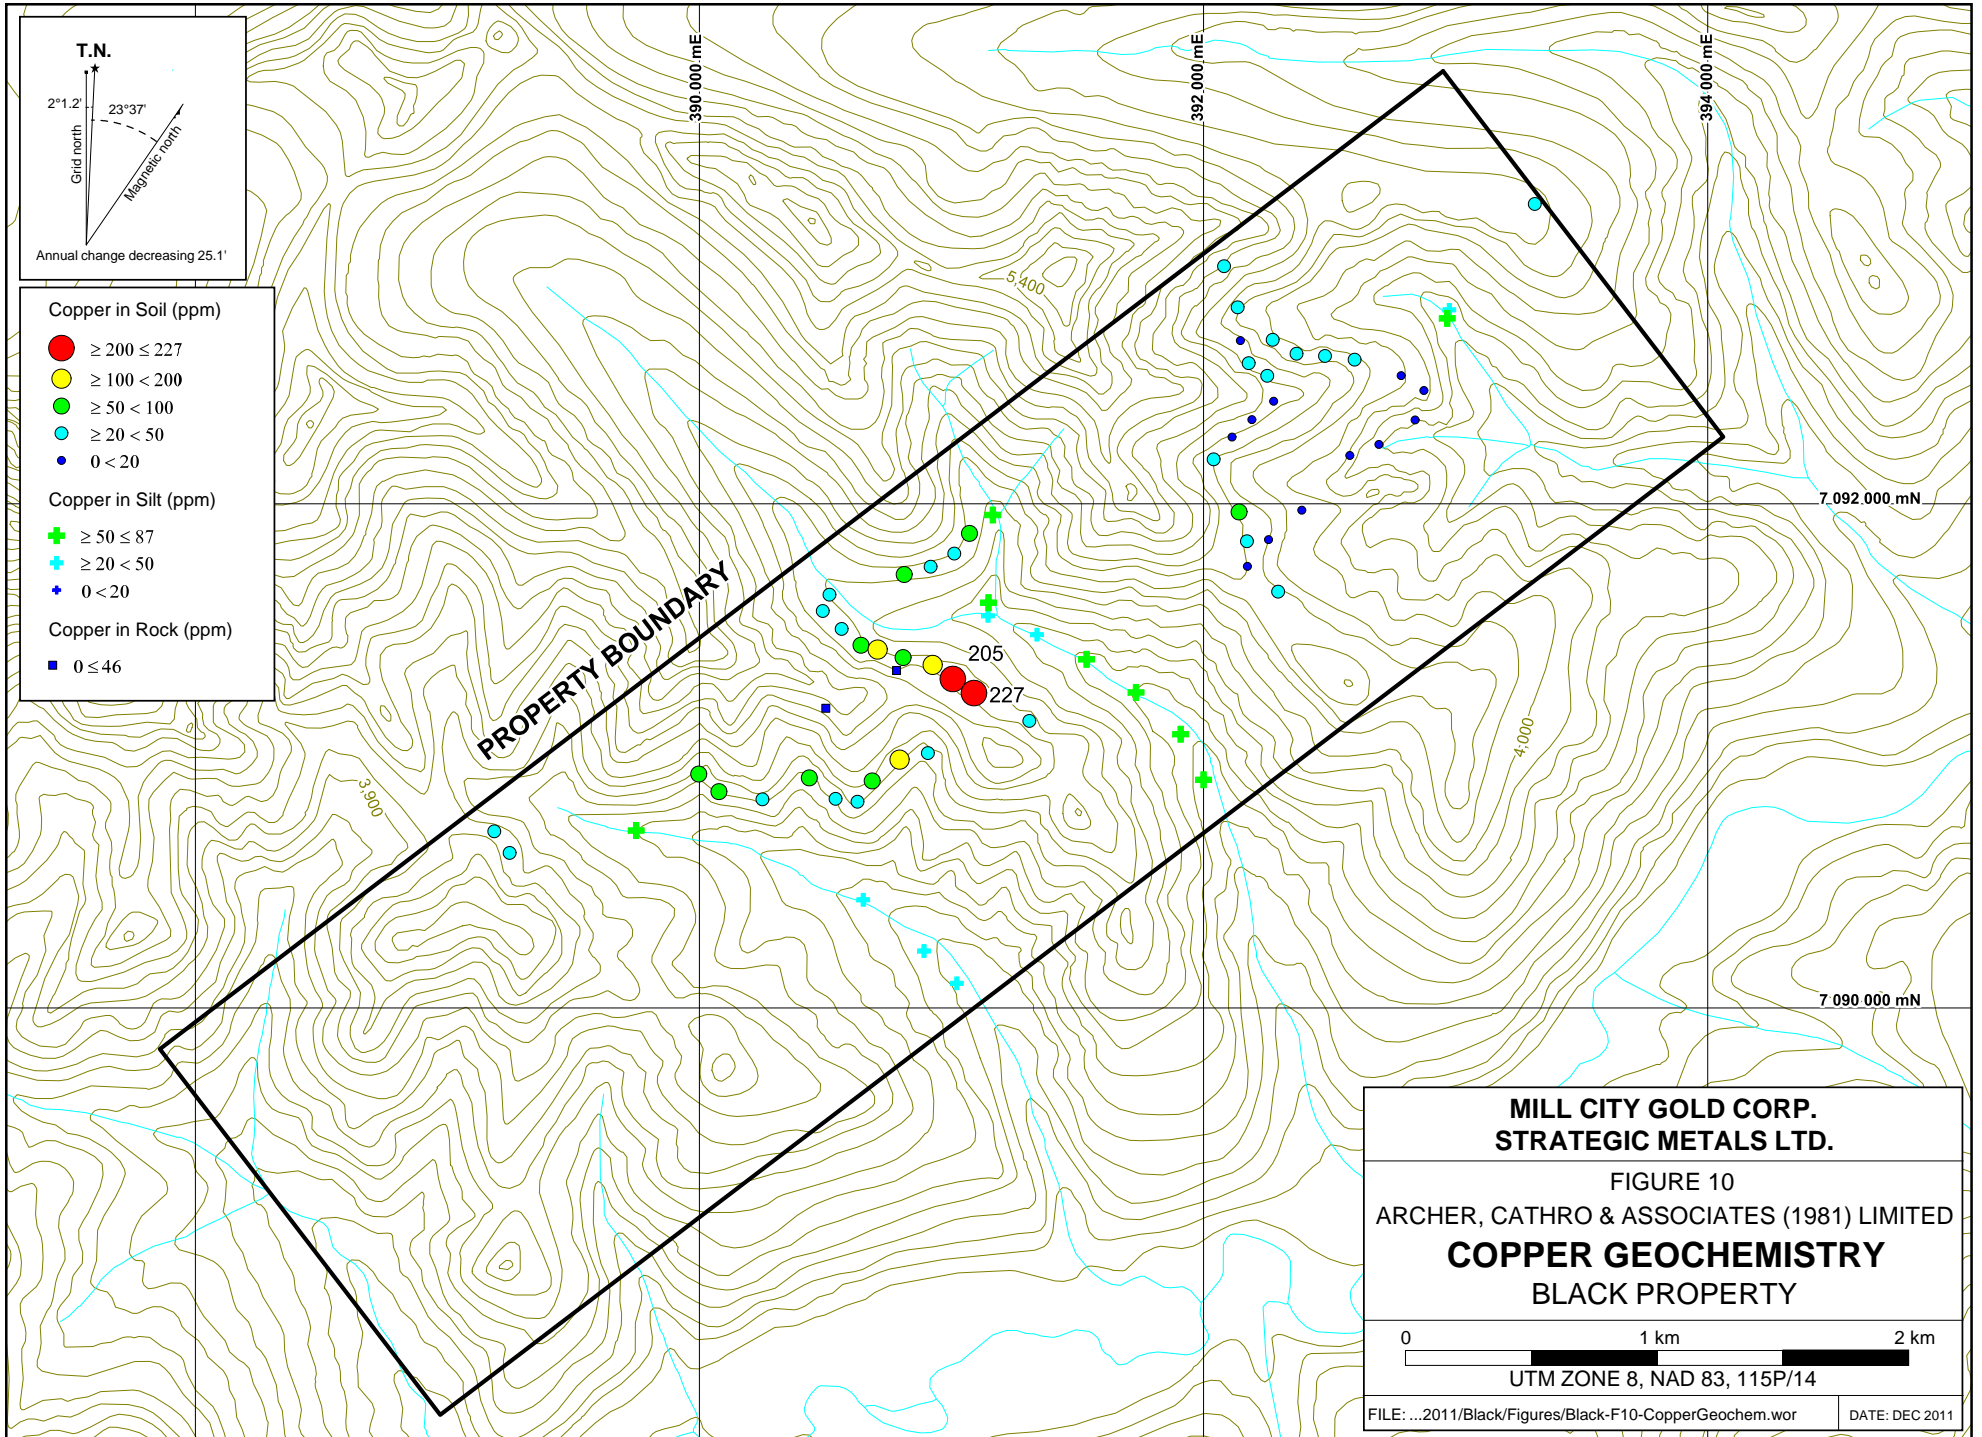 T.N.
2°1.2'
23°37'
Grid north
Magnetic north
Annual change decreasing 25.1'
Copper in Soil (ppm)
≥ 200 ≤ 227
≥ 100 < 200
≥ 50 < 100
≥ 20 < 50
0 < 20
Copper in Silt (ppm)
≥ 50 ≤ 87
≥ 20 < 50
0 < 20
Copper in Rock (ppm)
0 ≤ 46
390 000 mE
392 000 mE
394 000 mE
5,400
7 092 000 mN
PROPERTY BOUNDARY
205
227
4,000
3,900
7 090 000 mN
MILL CITY GOLD CORP.
STRATEGIC METALS LTD.
FIGURE 10
ARCHER, CATHRO & ASSOCIATES (1981) LIMITED
COPPER GEOCHEMISTRY
BLACK PROPERTY
0 1 km 2 km
UTM ZONE 8, NAD 83, 115P/14
FILE: ...2011/Black/Figures/Black-F10-CopperGeochem.wor
DATE: DEC 2011